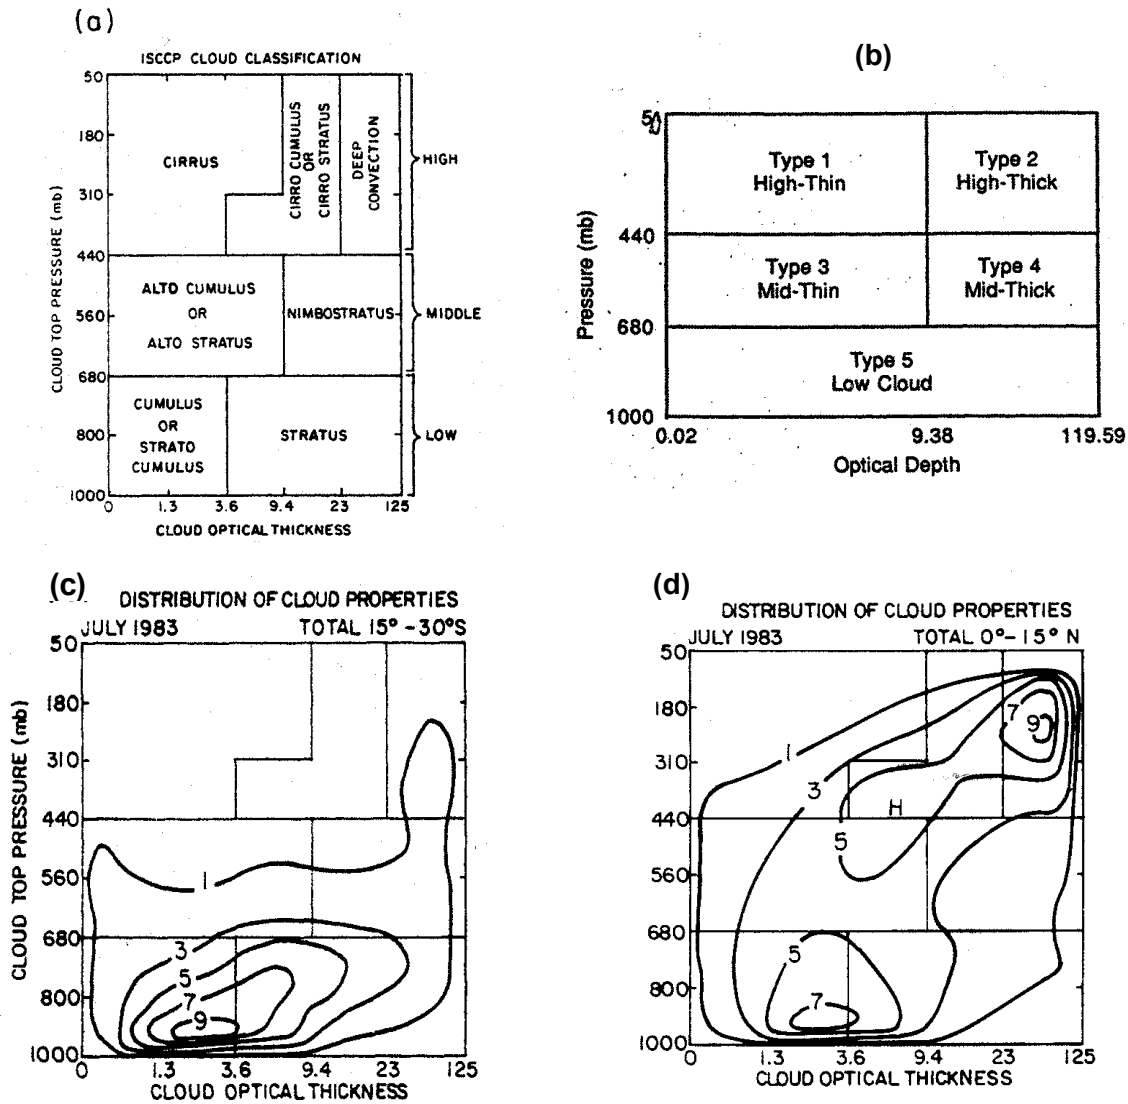 (a)
ISCCP CLOUD CLASSIFICATION
50
180
310
440
560
680
800
1000
CLOUD TOP PRESSURE (mb)
CIRRUS
CIRRO CUMULUS
OR
CIRRO STRATUS
DEEP
CONVECTION
HIGH
ALTO CUMULUS
OR
ALTO STRATUS
NIMBOSTRATUS
MIDDLE
CUMULUS
OR
STRATO
CUMULUS
STRATUS
LOW
0 1.3 3.6 9.4 23 125
CLOUD OPTICAL THICKNESS
(b)
Type 1
High-Thin
Type 2
High-Thick
Type 3
Mid-Thin
Type 4
Mid-Thick
Type 5
Low Cloud
Pressure (mb)
440
680
1000
0.02 9.38 119.59
Optical Depth
(c)
DISTRIBUTION OF CLOUD PROPERTIES
JULY 1983 TOTAL 15° - 30° S
50
180
310
440
560
680
800
1000
CLOUD TOP PRESSURE (mb)
1
3
5
7
9
0 1.3 3.6 9.4 23 125
CLOUD OPTICAL THICKNESS
(d)
DISTRIBUTION OF CLOUD PROPERTIES
JULY 1983 TOTAL 0° - 15° N
50
180
310
440
560
680
800
1000
1
3
5
7
9
H
5
7
0 1.3 3.6 9.4 23 125
CLOUD OPTICAL THICKNESS